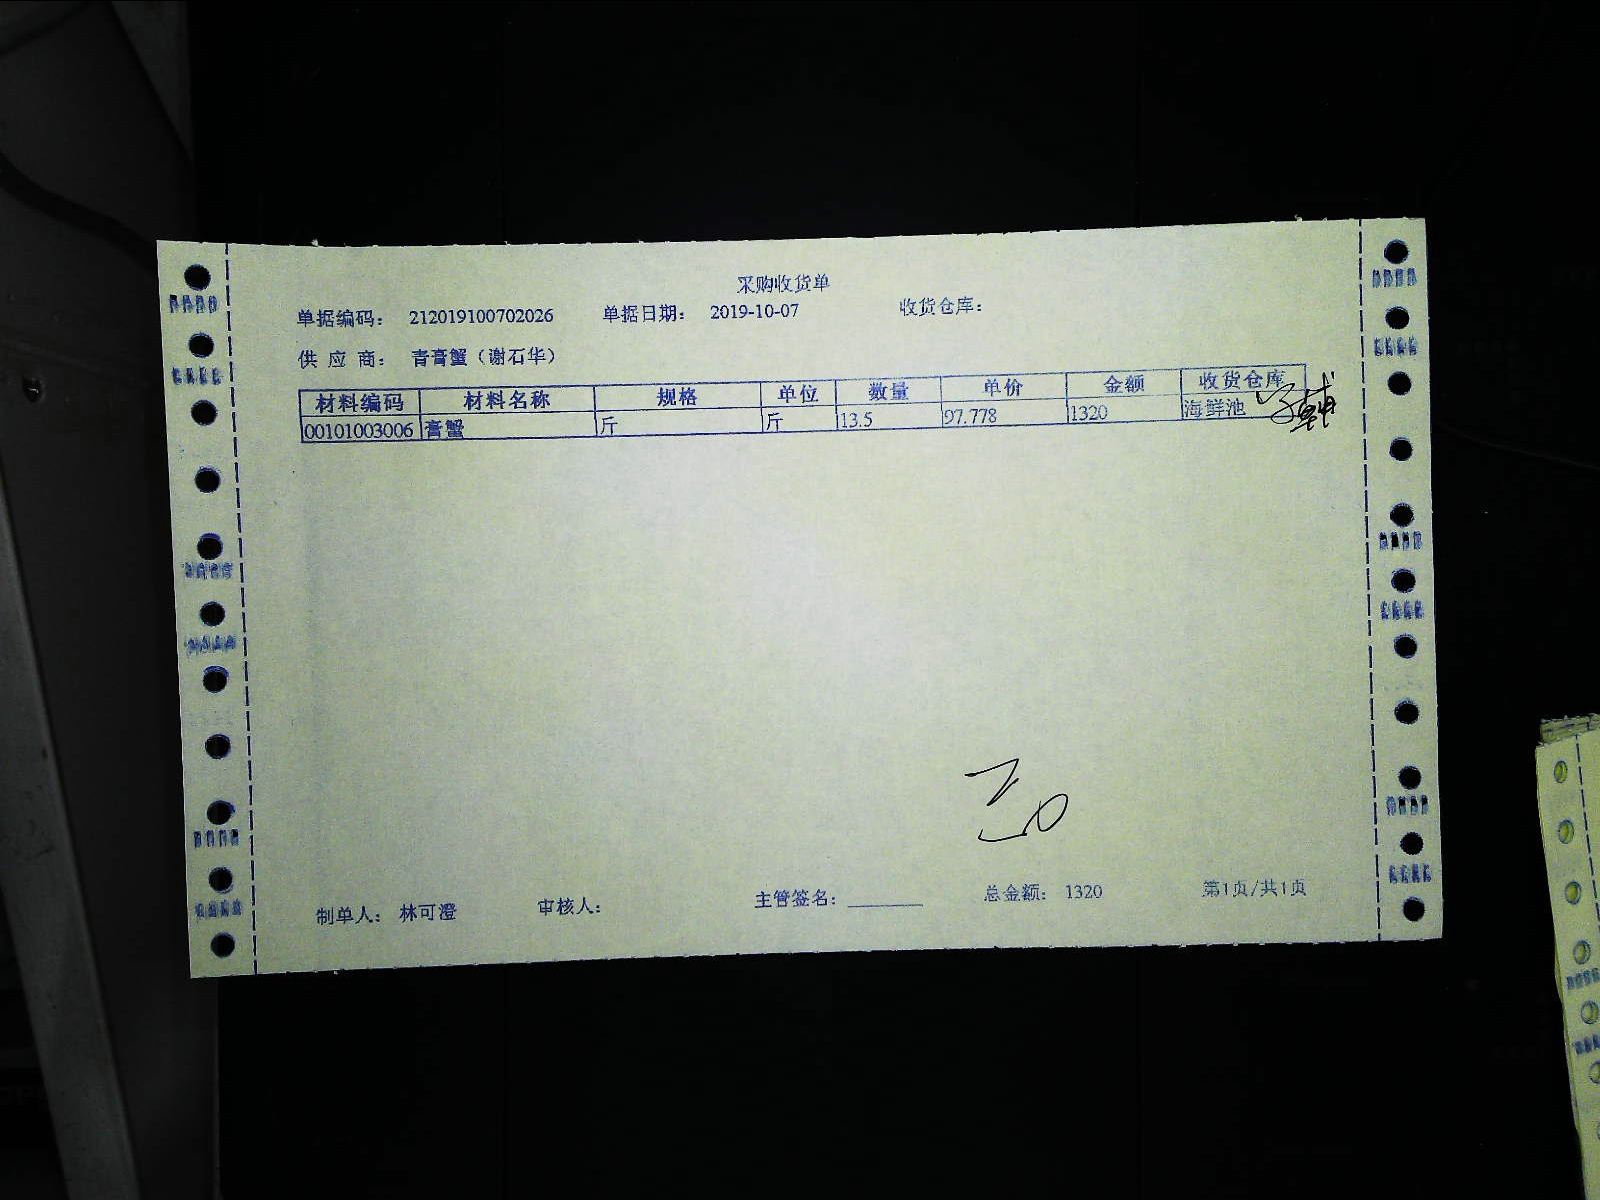 采购收货单
单据编码: 212019100702026 单据日期: 2019-10-07 收货仓库:
供 应 商: 青膏蟹（谢石华）
材料编码 材料名称 规格 单位 数量 单价 金额 收货仓库
00101003006 膏蟹 斤 斤 13.5 97.778 1320 海鲜池
制单人: 林可澄 审核人: 主管签名: ________ 总金额: 1320 第1页/共1页